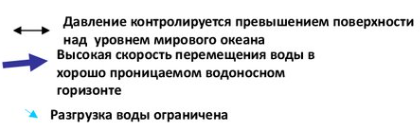 Давление контролируется превышением поверхности
над уровнем мирового океана
Высокая скорость перемещения воды в
хорошо проницаемом водоносном
горизонте
Разгрузка воды ограничена